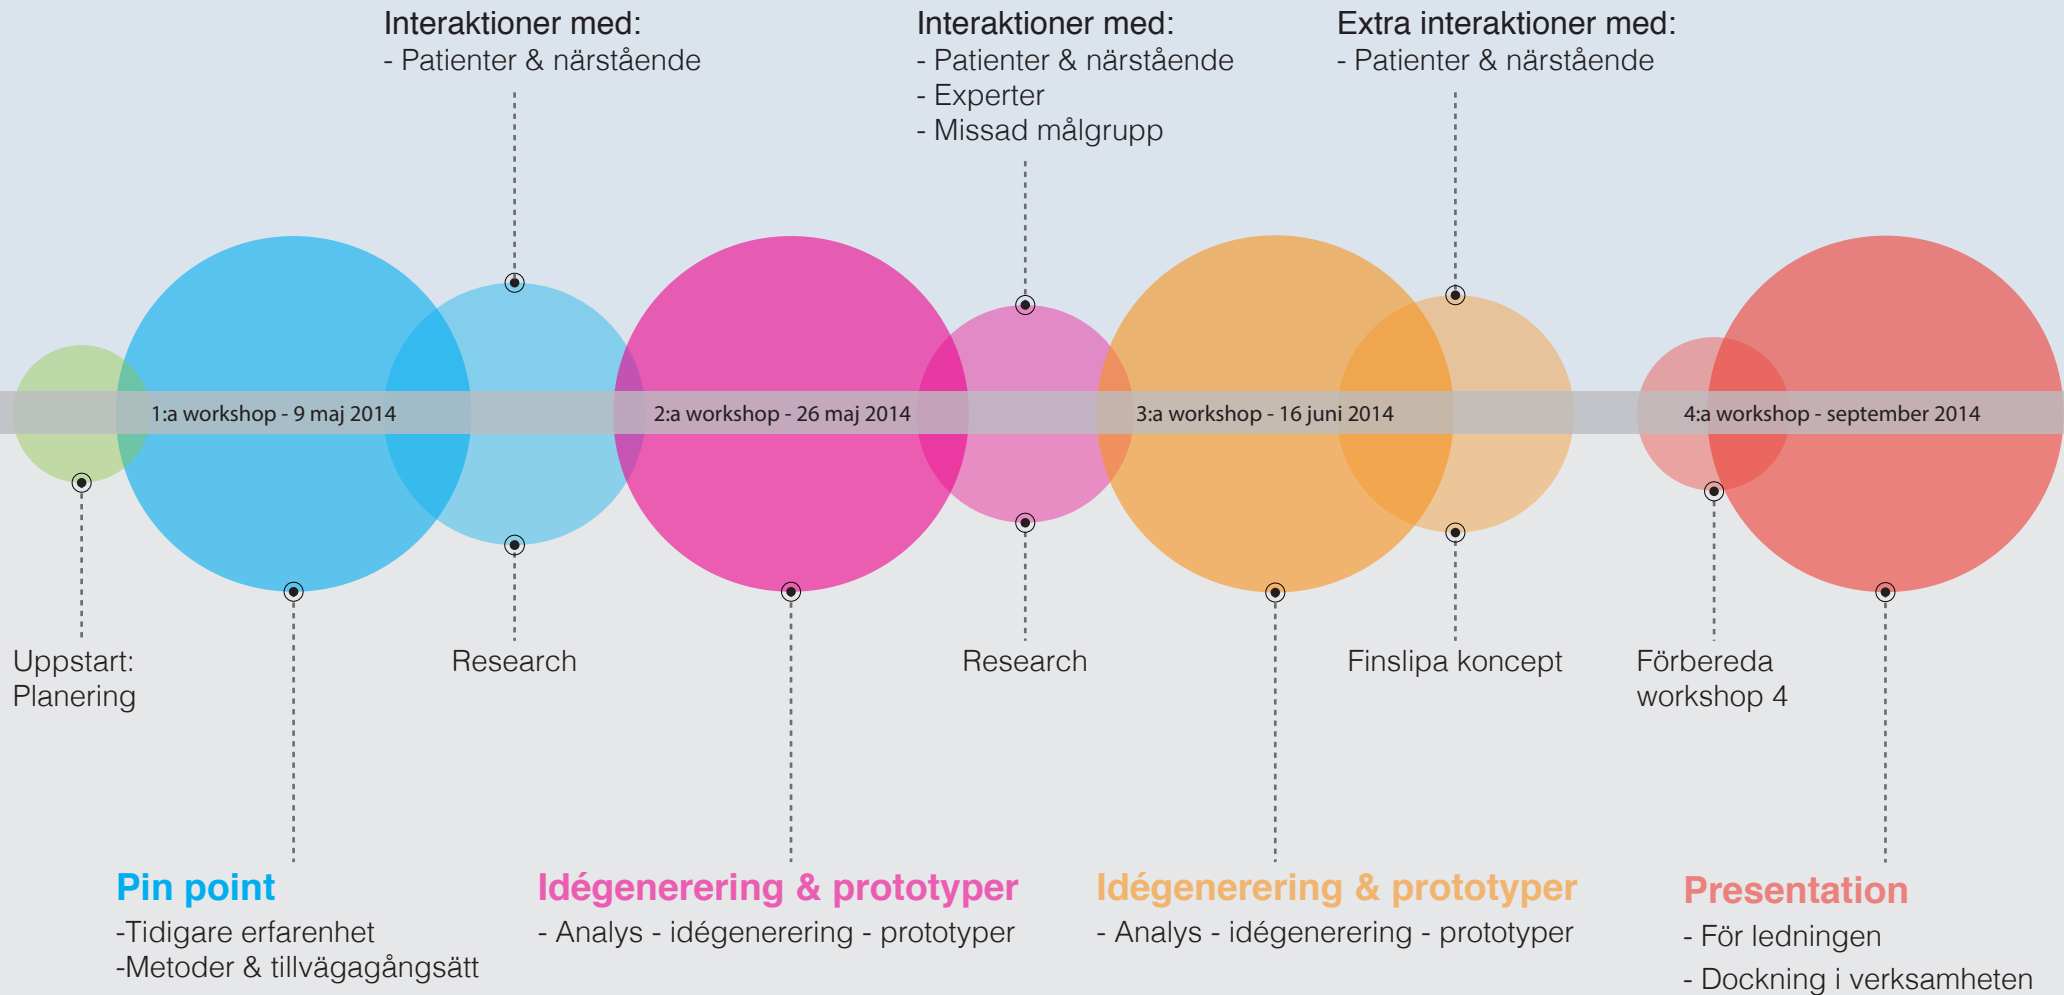 Interaktioner med:
- Patienter & närstående
Interaktioner med:
- Patienter & närstående
- Experter
- Missad målgrupp
Extra interaktioner med:
- Patienter & närstående
1:a workshop - 9 maj 2014
2:a workshop - 26 maj 2014
3:a workshop - 16 juni 2014
4:a workshop - september 2014
Uppstart:
Planering
Research
Research
Finslipa koncept
Förbereda
workshop 4
Pin point
-Tidigare erfarenhet
-Metoder & tillvägagångsätt
Idégenerering & prototyper
- Analys - idégenerering - prototyper
Idégenerering & prototyper
- Analys - idégenerering - prototyper
Presentation
- För ledningen
- Dockning i verksamheten